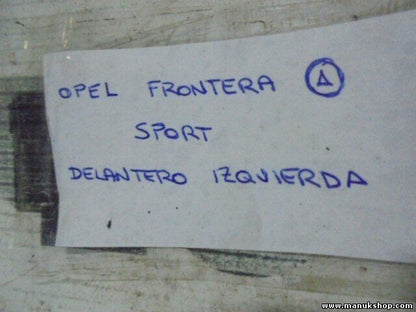 OPEL FRONTERA A
SPORT
DELANTERO IZQUIERDA
www.manukshop.com